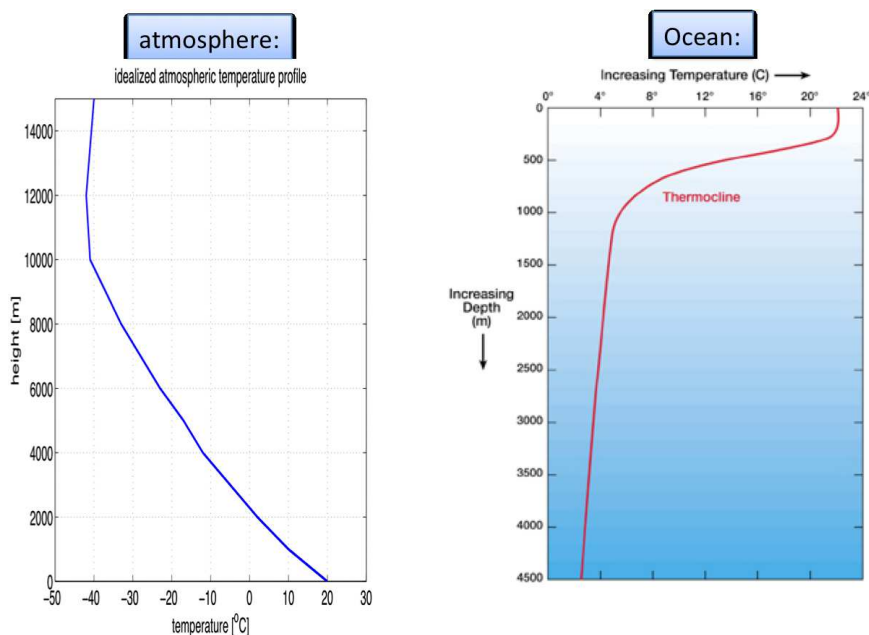 atmosphere:
idealized atmospheric temperature profile
14000
12000
10000
8000
6000
4000
2000
0
height [m]
−50 −40 −30 −20 −10 0 10 20 30
temperature [⁰C]
Ocean:
Increasing Temperature (C)
0° 4° 8° 12° 16° 20° 24°
0
500
1000
1500
2000
2500
3000
3500
4000
4500
Thermocline
Increasing
Depth
(m)